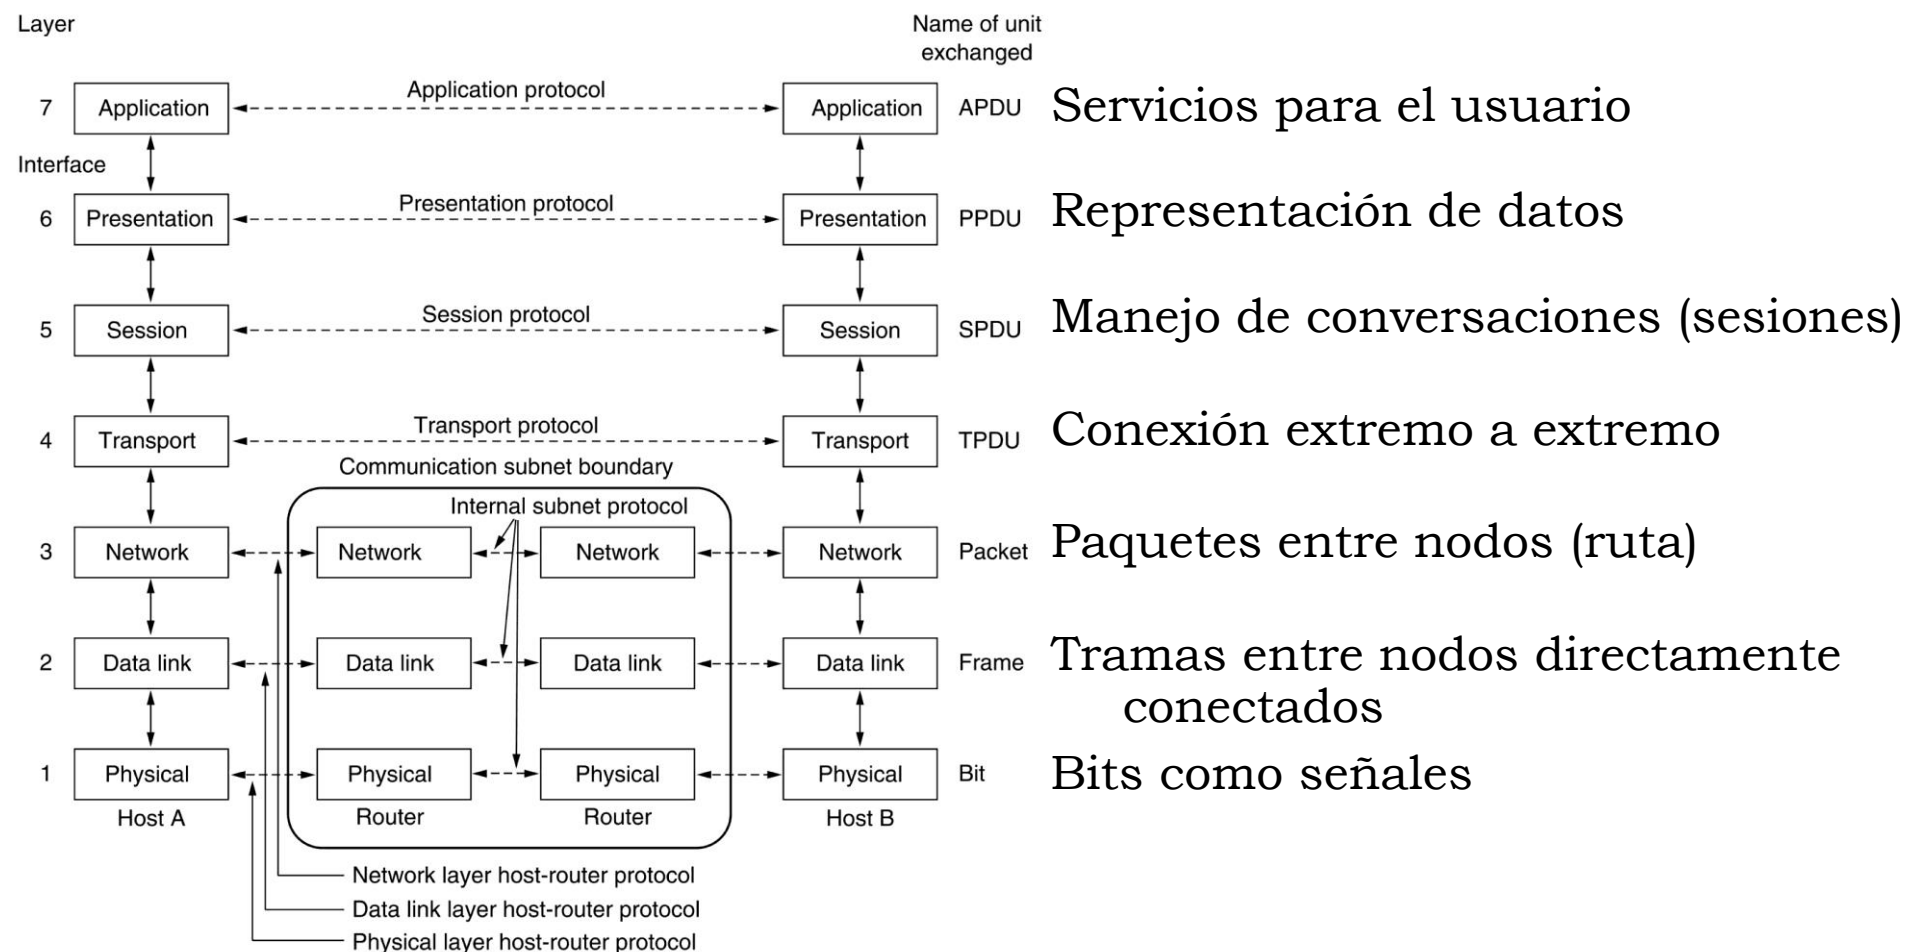 Layer
Name of unit
exchanged
7
Application
Application protocol
Application
APDU
Servicios para el usuario
Interface
6
Presentation
Presentation protocol
Presentation
PPDU
Representación de datos
5
Session
Session protocol
Session
SPDU
Manejo de conversaciones (sesiones)
4
Transport
Transport protocol
Transport
TPDU
Conexión extremo a extremo
Communication subnet boundary
Internal subnet protocol
3
Network
Network
Network
Network
Packet
Paquetes entre nodos (ruta)
2
Data link
Data link
Data link
Data link
Frame
Tramas entre nodos directamente
conectados
1
Physical
Physical
Physical
Physical
Bit
Bits como señales
Host A
Router
Router
Host B
Network layer host-router protocol
Data link layer host-router protocol
Physical layer host-router protocol